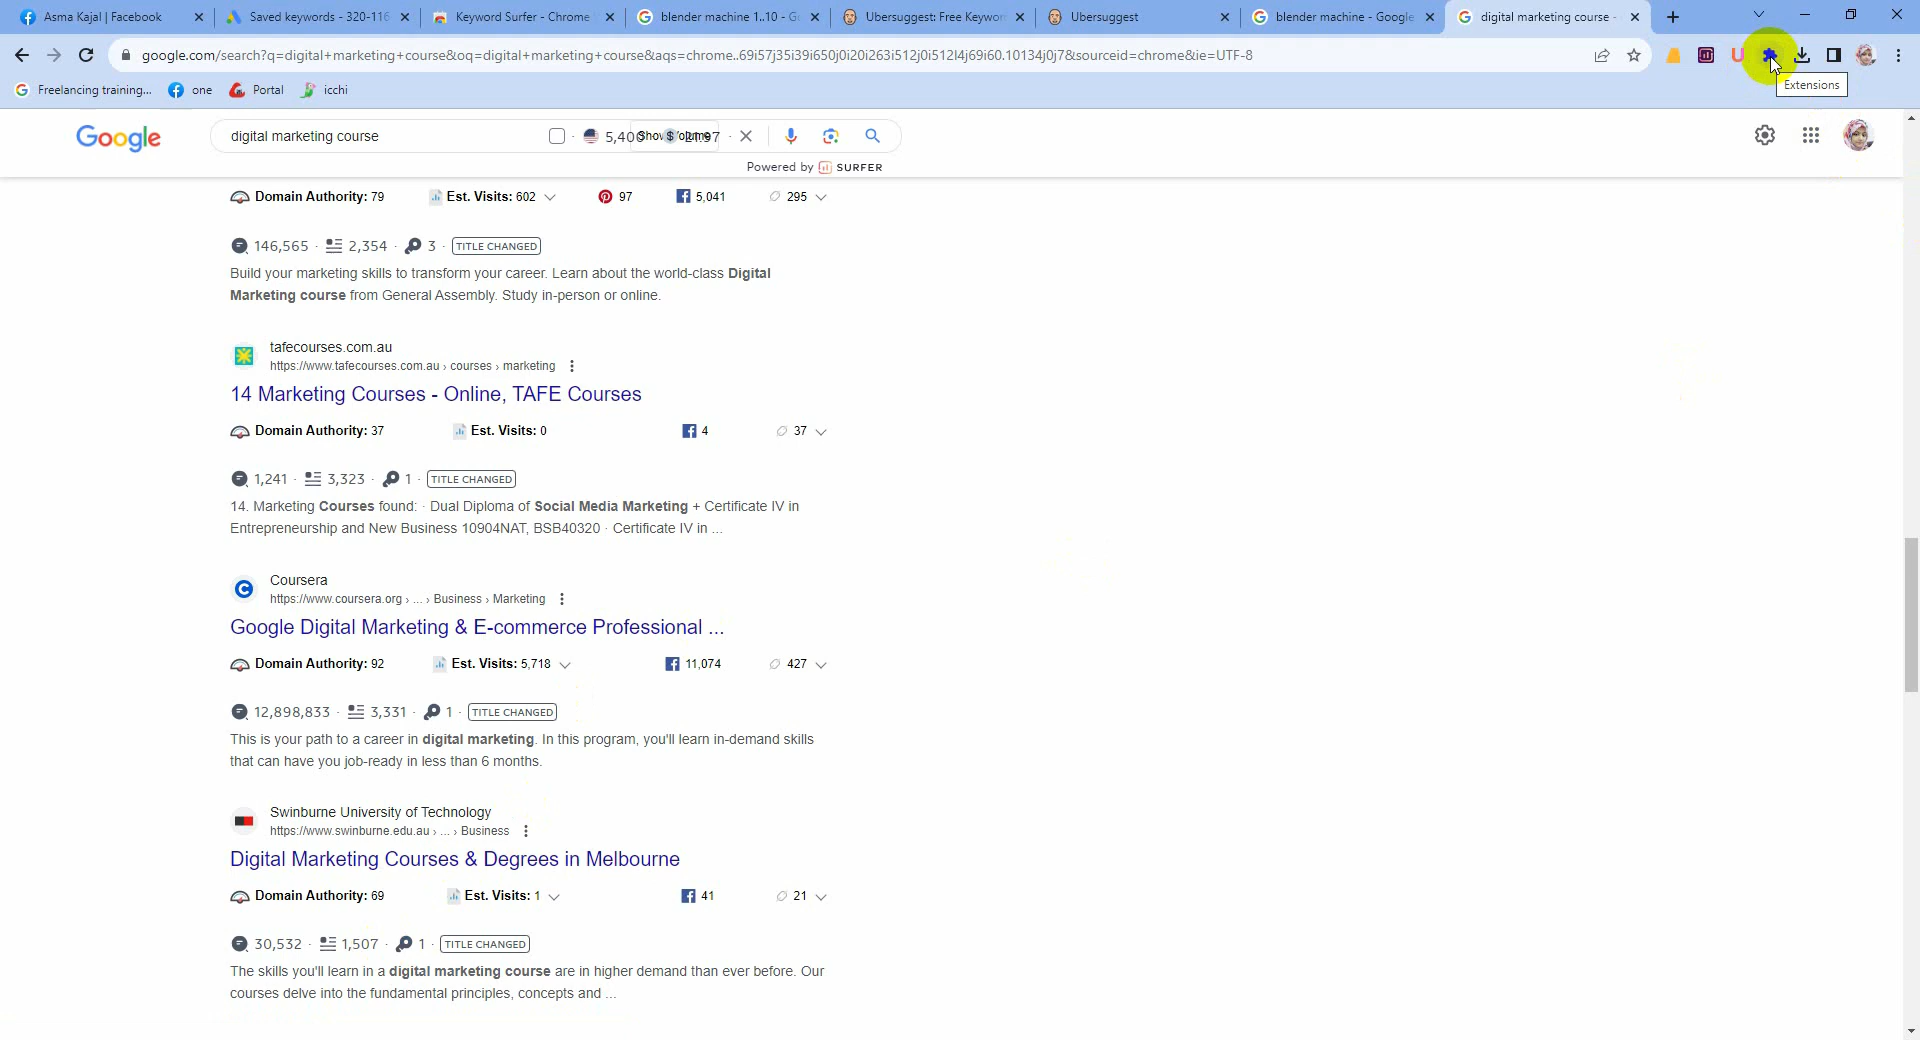 Asma Kajal | Facebook
Saved keywords - 320-116
Keyword Surfer - Chrome
blender machine 1..10 - Go
Ubersuggest: Free Keywor
Ubersuggest
blender machine - Google
digital marketing course -
google.com/search?q=digital+marketing+course&oq=digital+marketing+course&aqs=chrome..69i57j35i39i650j0i20i263i512j0i512l4j69i60.10134j0j7&sourceid=chrome&ie=UTF-8
Extensions
Freelancing training...
one
Portal
icchi
Google
digital marketing course
5,400
Powered by SURFER
Domain Authority: 79
Est. Visits: 602
97
5,041
295
146,565 · 2,354 · 3 · TITLE CHANGED
Build your marketing skills to transform your career. Learn about the world-class Digital
Marketing course from General Assembly. Study in-person or online.
tafecourses.com.au
https://www.tafecourses.com.au › courses › marketing
14 Marketing Courses - Online, TAFE Courses
Domain Authority: 37
Est. Visits: 0
4
37
1,241 · 3,323 · 1 · TITLE CHANGED
14. Marketing Courses found: · Dual Diploma of Social Media Marketing + Certificate IV in
Entrepreneurship and New Business 10904NAT, BSB40320 · Certificate IV in ...
Coursera
https://www.coursera.org › ... › Business › Marketing
Google Digital Marketing & E-commerce Professional ...
Domain Authority: 92
Est. Visits: 5,718
11,074
427
12,898,833 · 3,331 · 1 · TITLE CHANGED
This is your path to a career in digital marketing. In this program, you'll learn in-demand skills
that can have you job-ready in less than 6 months.
Swinburne University of Technology
https://www.swinburne.edu.au › ... › Business
Digital Marketing Courses & Degrees in Melbourne
Domain Authority: 69
Est. Visits: 1
41
21
30,532 · 1,507 · 1 · TITLE CHANGED
The skills you'll learn in a digital marketing course are in higher demand than ever before. Our
courses delve into the fundamental principles, concepts and ...